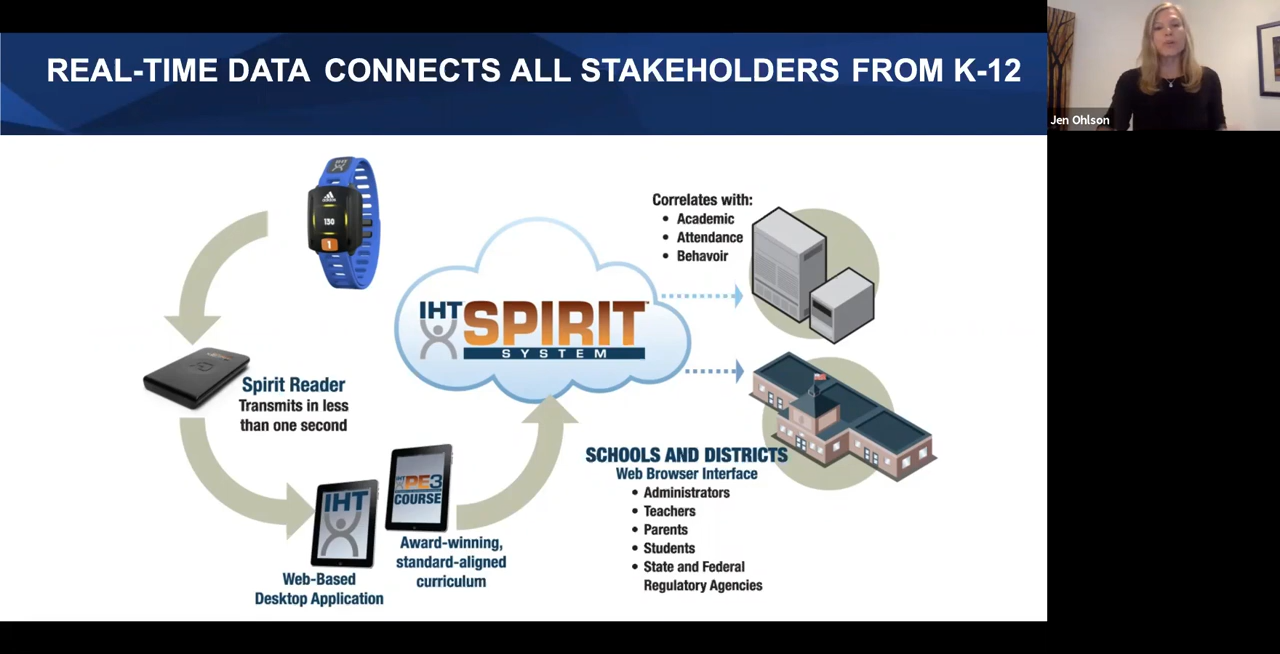 REAL-TIME DATA CONNECTS ALL STAKEHOLDERS FROM K-12
Jen Ohlson
adidas
130
1
Correlates with:
• Academic
• Attendance
• Behavoir
IHT SPIRIT
SYSTEM
Spirit Reader
Transmits in less
than one second
IHT
IHT PE3
COURSE
Web-Based
Desktop Application
Award-winning,
standard-aligned
curriculum
SCHOOLS AND DISTRICTS
Web Browser Interface
• Administrators
• Teachers
• Parents
• Students
• State and Federal
Regulatory Agencies